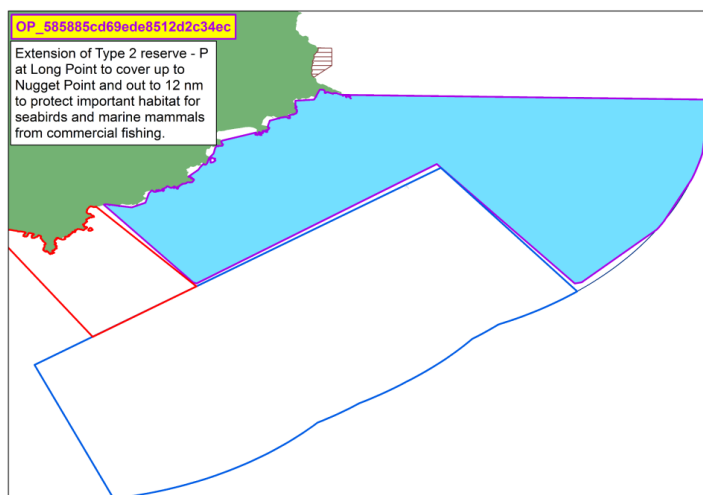 OP_585885cd69ede8512d2c34ec
Extension of Type 2 reserve - P
at Long Point to cover up to
Nugget Point and out to 12 nm
to protect important habitat for
seabirds and marine mammals
from commercial fishing.